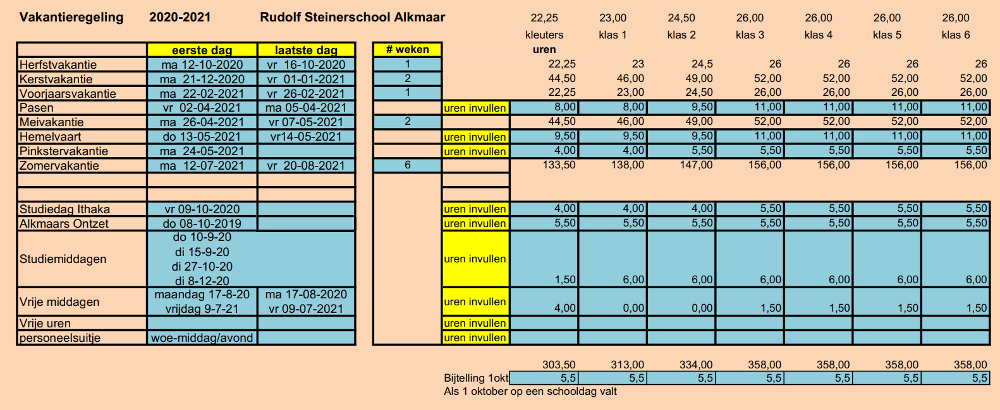 Vakantieregeling 2020-2021 Rudolf Steinerschool Alkmaar 22,25 23,00 24,50 26,00 26,00 26,00 26,00
kleuters klas 1 klas 2 klas 3 klas 4 klas 5 klas 6
eerste dag laatste dag # weken uren
Herfstvakantie ma 12-10-2020 vr 16-10-2020 1 22,25 23 24,5 26 26 26 26
Kerstvakantie ma 21-12-2020 vr 01-01-2021 2 44,50 46,00 49,00 52,00 52,00 52,00 52,00
Voorjaarsvakantie ma 22-02-2021 vr 26-02-2021 1 22,25 23,00 24,50 26,00 26,00 26,00 26,00
Pasen vr 02-04-2021 ma 05-04-2021 uren invullen 8,00 8,00 9,50 11,00 11,00 11,00 11,00
Meivakantie ma 26-04-2021 vr 07-05-2021 2 44,50 46,00 49,00 52,00 52,00 52,00 52,00
Hemelvaart do 13-05-2021 vr14-05-2021 uren invullen 9,50 9,50 9,50 11,00 11,00 11,00 11,00
Pinkstervakantie ma 24-05-2021 uren invullen 4,00 4,00 5,50 5,50 5,50 5,50 5,50
Zomervakantie ma 12-07-2021 vr 20-08-2021 6 133,50 138,00 147,00 156,00 156,00 156,00 156,00
Studiedag Ithaka vr 09-10-2020 uren invullen 4,00 4,00 4,00 5,50 5,50 5,50 5,50
Alkmaars Ontzet do 08-10-2019 uren invullen 5,50 5,50 5,50 5,50 5,50 5,50 5,50
do 10-9-20
di 15-9-20
Studiemiddagen uren invullen
di 27-10-20
di 8-12-20 1,50 6,00 6,00 6,00 6,00 6,00 6,00
maandag 17-8-20 ma 17-08-2020
Vrije middagen uren invullen
vrijdag 9-7-21 vr 09-07-2021 4,00 0,00 0,00 1,50 1,50 1,50 1,50
Vrije uren uren invullen
personeelsuitje woe-middag/avond uren invullen
303,50 313,00 334,00 358,00 358,00 358,00 358,00
Bijtelling 1okt 5,5 5,5 5,5 5,5 5,5 5,5 5,5
Als 1 oktober op een schooldag valt